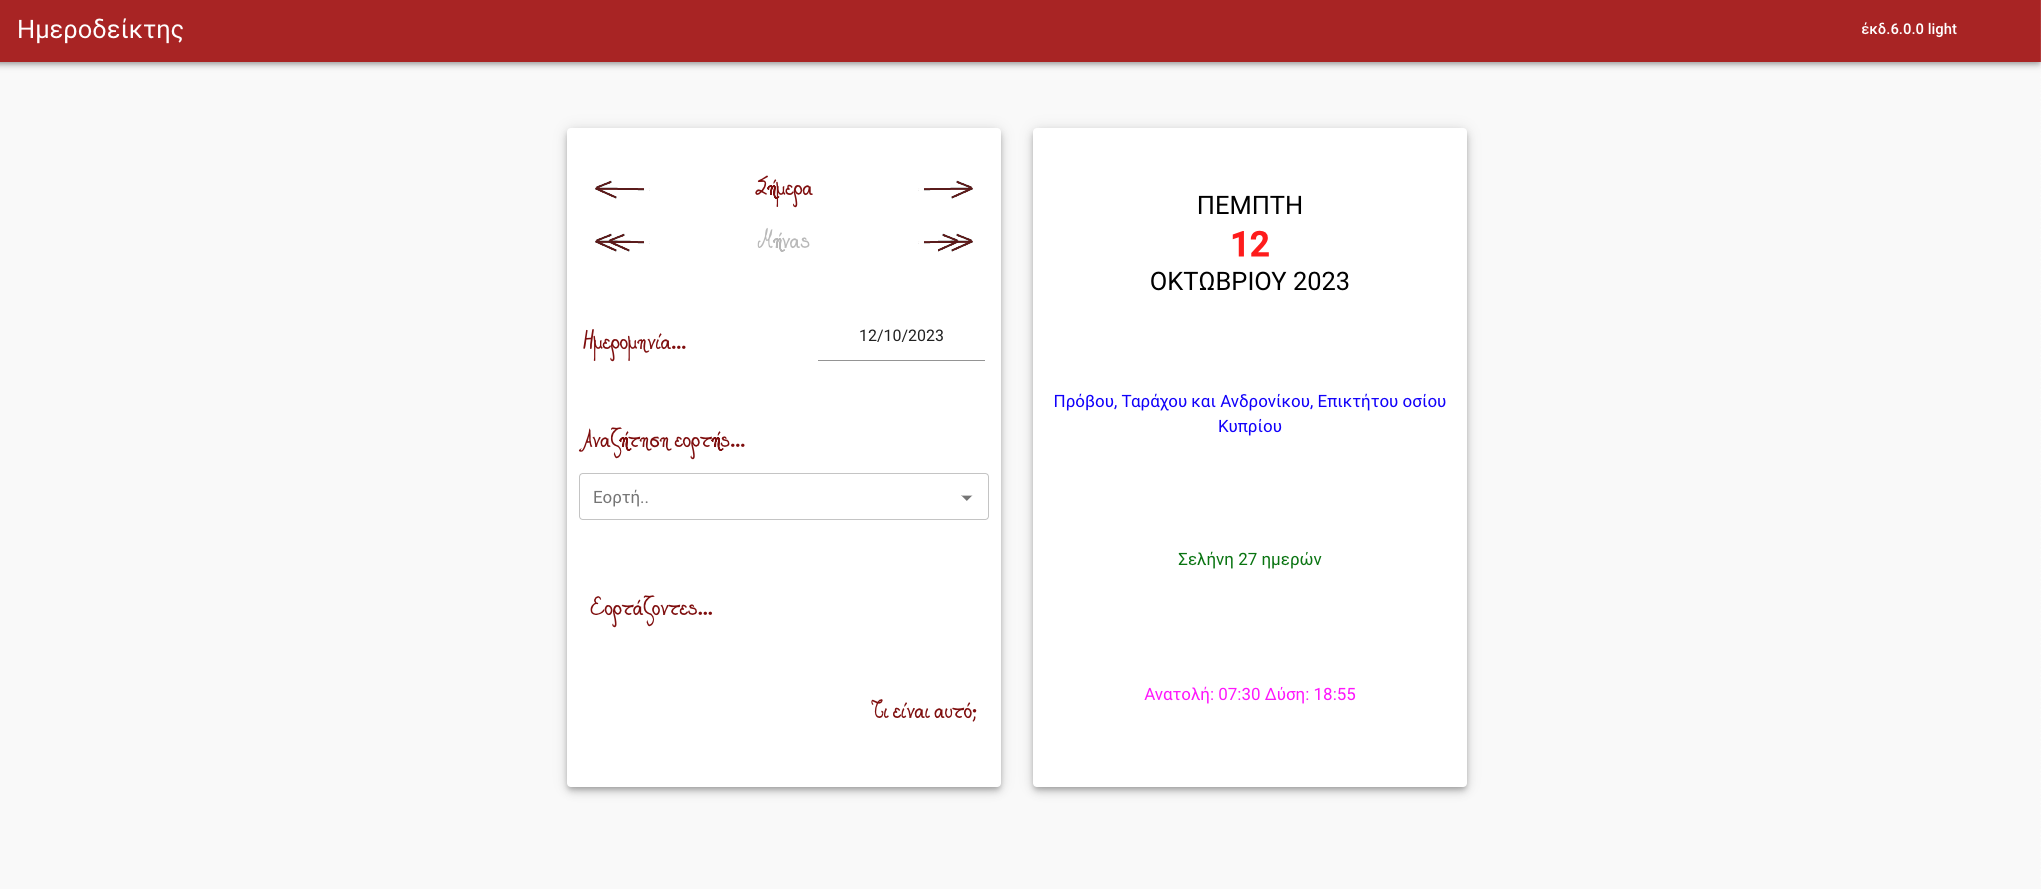 Ημεροδείκτης
έκδ.6.0.0 light
Σήμερα
Μήνας
Ημερομηνία...
12/10/2023
Αναζήτηση εορτής...
Εορτή..
Εορτάζοντες...
Τι είναι αυτό;
ΠΕΜΠΤΗ
12
ΟΚΤΩΒΡΙΟΥ 2023
Πρόβου, Ταράχου και Ανδρονίκου, Επικτήτου οσίου
Κυπρίου
Σελήνη 27 ημερών
Ανατολή: 07:30 Δύση: 18:55